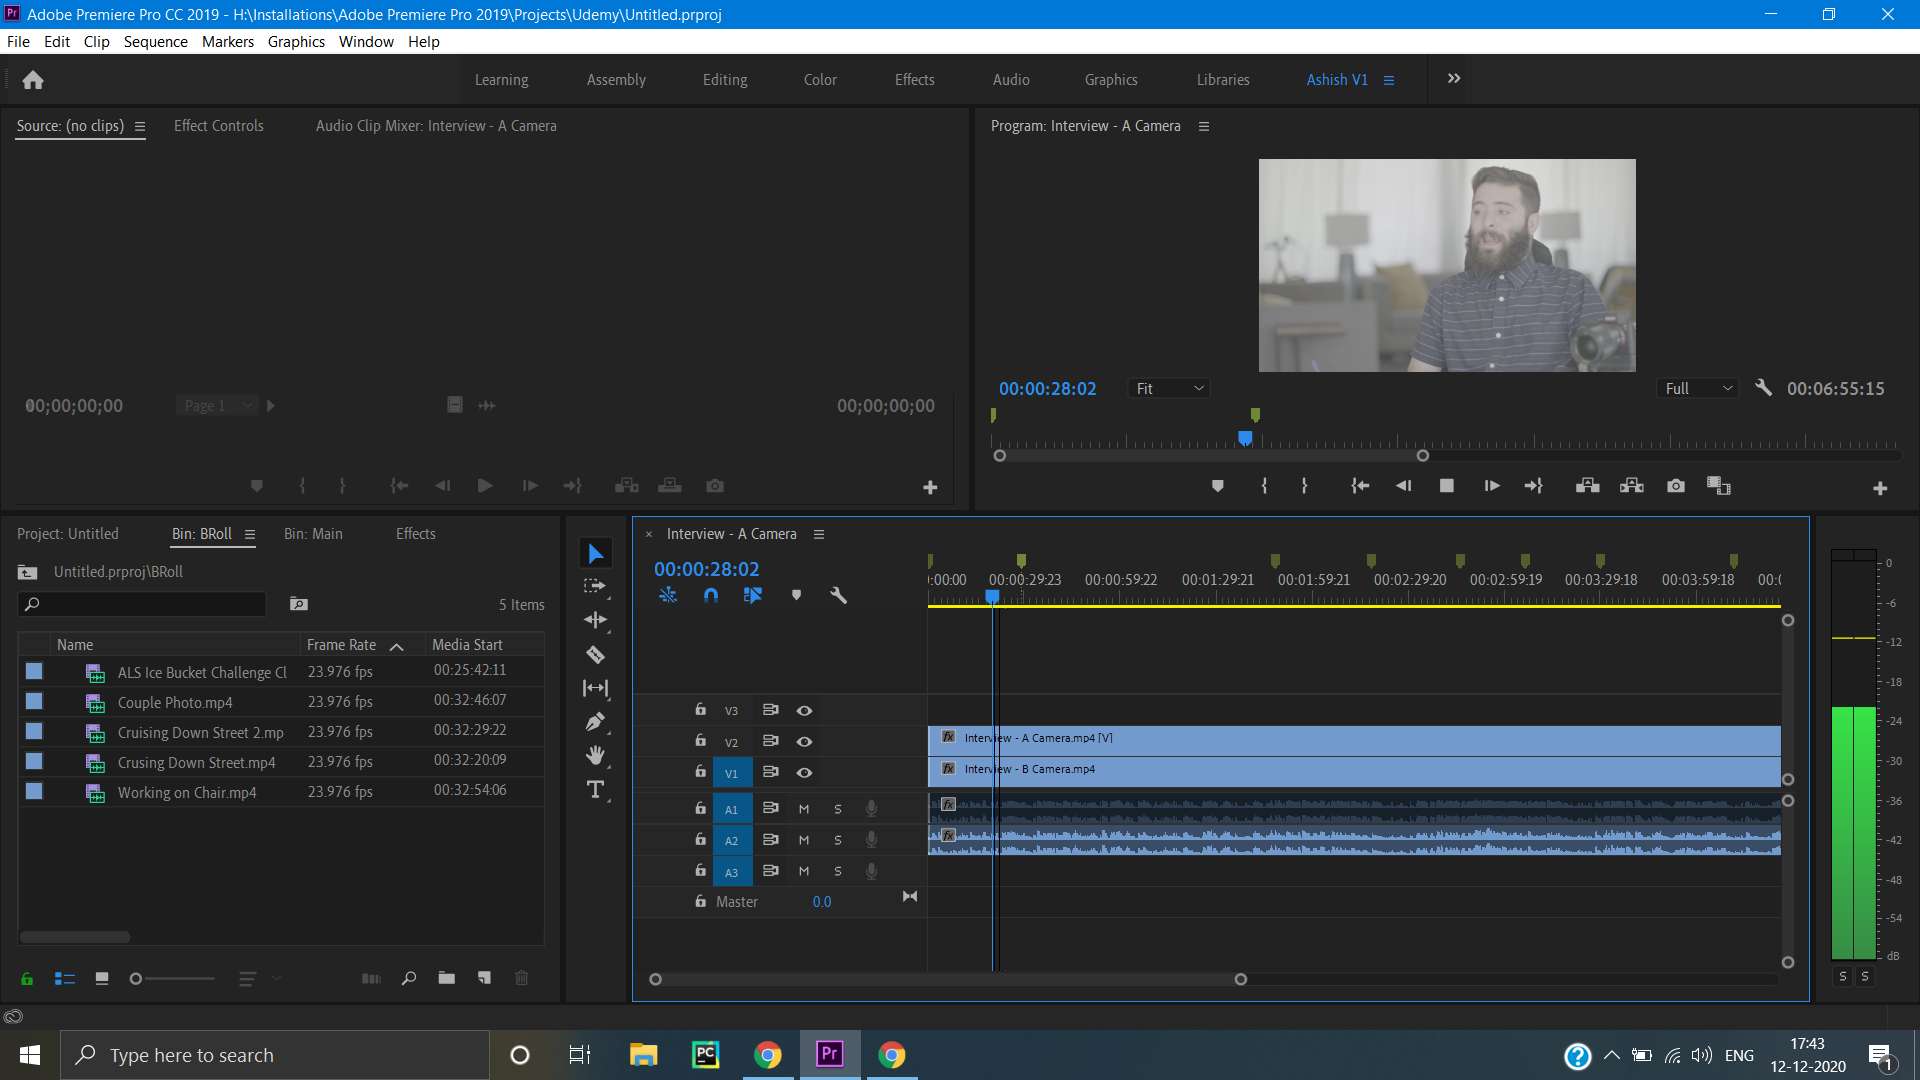 Pr Adobe Premiere Pro CC 2019 - H:\Installations\Adobe Premiere Pro 2019\Projects\Udemy\Untitled.prproj
File Edit Clip Sequence Markers Graphics Window Help
Learning Assembly Editing Color Effects Audio Graphics Libraries Ashish V1
Source: (no clips) Effect Controls Audio Clip Mixer: Interview - A Camera
Program: Interview - A Camera
00:00:28:02 Fit Full 00:06:55:15
00;00;00;00 Page 1 00;00;00;00
Project: Untitled Bin: BRoll Bin: Main Effects
Untitled.prproj\BRoll
5 Items
Name Frame Rate Media Start
ALS Ice Bucket Challenge Cl 23.976 fps 00:25:42:11
Couple Photo.mp4 23.976 fps 00:32:46:07
Cruising Down Street 2.mp 23.976 fps 00:32:29:22
Crusing Down Street.mp4 23.976 fps 00:32:20:09
Working on Chair.mp4 23.976 fps 00:32:54:06
T
× Interview - A Camera
00:00:28:02
:00:00 00:00:29:23 00:00:59:22 00:01:29:21 00:01:59:21 00:02:29:20 00:02:59:19 00:03:29:18 00:03:59:18 00:0
V3
V2 fx Interview - A Camera.mp4 [V]
V1 fx Interview - B Camera.mp4
A1 M S fx
A2 M S fx
A3 M S
Master 0.0
0
-6
-12
-18
-24
-30
-36
-42
-48
-54
dB
S S
Type here to search
PC
Pr
ENG
17:43
12-12-2020
1